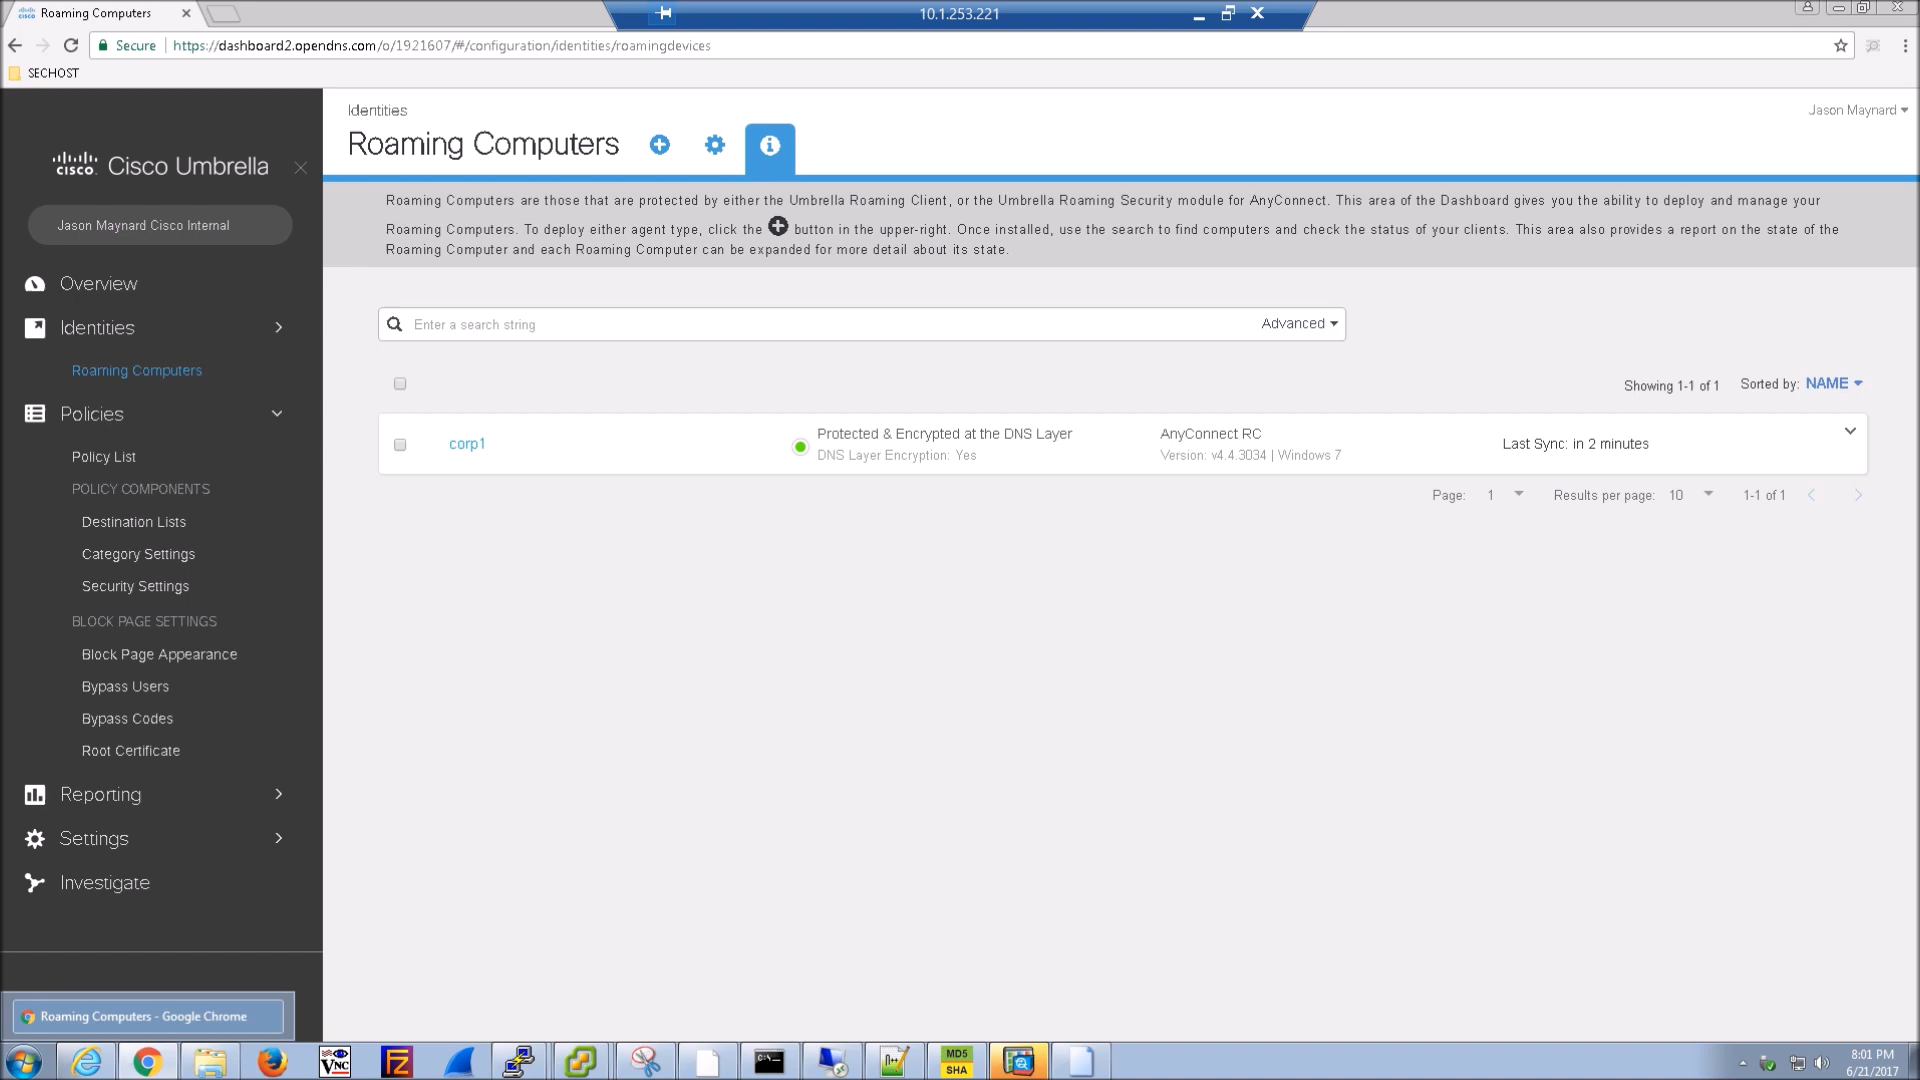 Roaming Computers
10.1.253.221
Secure https://dashboard2.opendns.com/o/1921607/#/configuration/identities/roamingdevices
SECHOST
Identities
Jason Maynard
Roaming Computers
cisco Cisco Umbrella
Jason Maynard Cisco Internal
Overview
Identities
Roaming Computers
Policies
Policy List
POLICY COMPONENTS
Destination Lists
Category Settings
Security Settings
BLOCK PAGE SETTINGS
Block Page Appearance
Bypass Users
Bypass Codes
Root Certificate
Reporting
Settings
Investigate
Roaming Computers are those that are protected by either the Umbrella Roaming Client, or the Umbrella Roaming Security module for AnyConnect. This area of the Dashboard gives you the ability to deploy and manage your
Roaming Computers. To deploy either agent type, click the button in the upper-right. Once installed, use the search to find computers and check the status of your clients. This area also provides a report on the state of the
Roaming Computer and each Roaming Computer can be expanded for more detail about its state.
Enter a search string
Advanced
Showing 1-1 of 1 Sorted by: NAME
corp1
Protected & Encrypted at the DNS Layer
DNS Layer Encryption: Yes
AnyConnect RC
Version: v4.4.3034 | Windows 7
Last Sync: in 2 minutes
Page: 1 Results per page: 10 1-1 of 1
Roaming Computers - Google Chrome
VNC
MD5
SHA
8:01 PM
6/21/2017